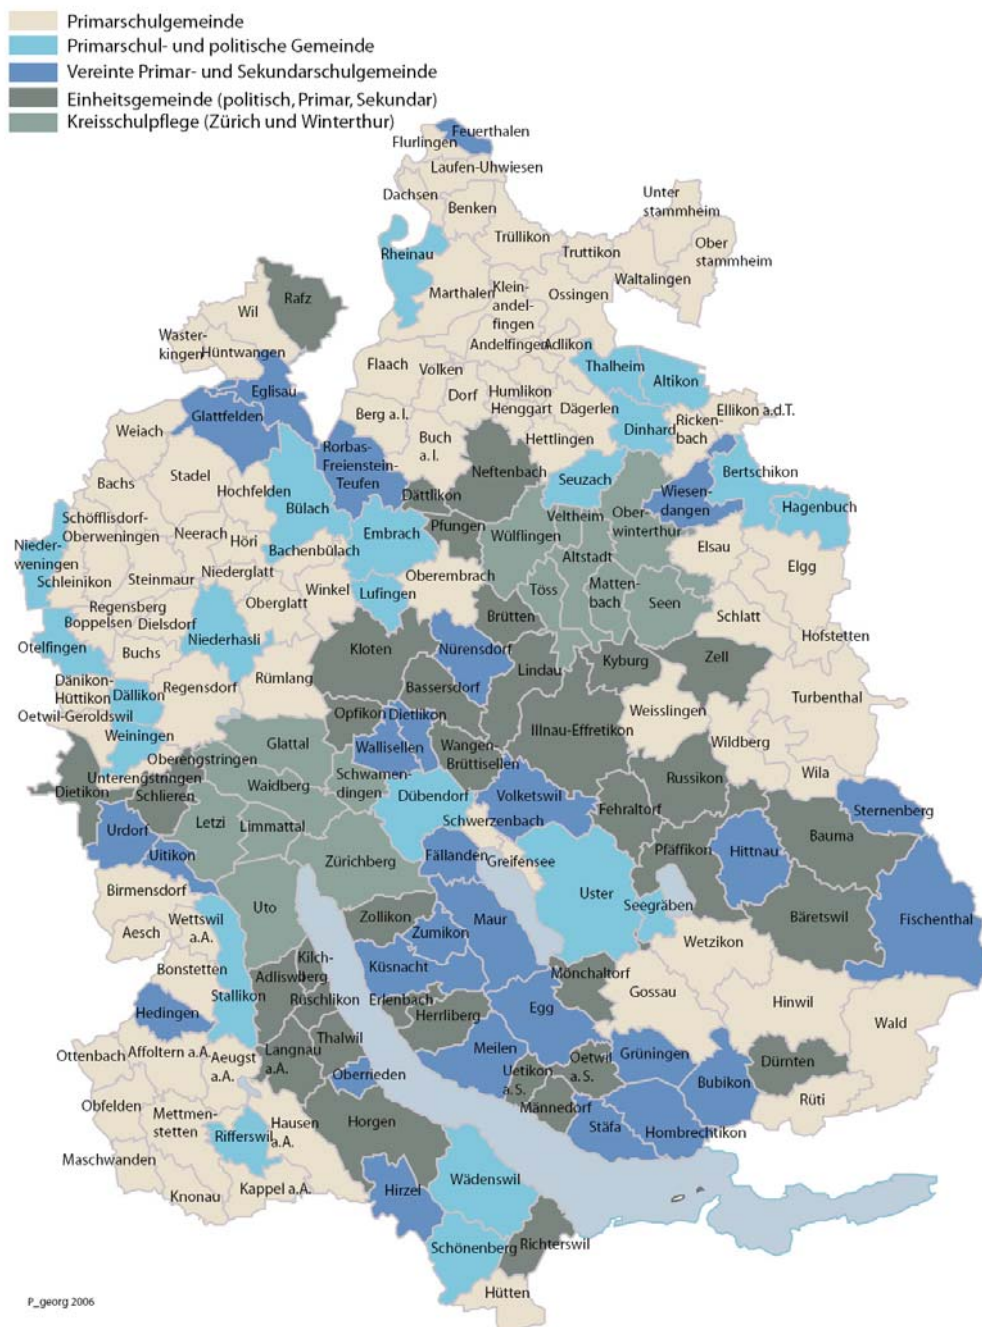 Primarschulgemeinde
Primarschul- und politische Gemeinde
Vereinte Primar- und Sekundarschulgemeinde
Einheitsgemeinde (politisch, Primar, Sekundar)
Kreisschulpflege (Zürich und Winterthur)
Feuerthalen
Flurlingen
Laufen-Uhwiesen
Dachsen
Benken
Unter
stammheim
Trüllikon
Truttikon
Ober
stammheim
Rheinau
Waltalingen
Marthalen
Klein-
andel-
fingen
Ossingen
Rafz
Wil
Waster-
kingen
Hüntwangen
Andelfingen
Adlikon
Flaach
Volken
Thalheim
Altikon
Eglisau
Dorf
Humlikon
Henggart
Dägerlen
Ellikon a.d.T.
Glattfelden
Berg a. I.
Ricken-
bach
Dinhard
Weiach
Buch
a. I.
Hettlingen
Rorbas-
Freienstein-
Teufen
Neftenbach
Bertschikon
Stadel
Bachs
Hochfelden
Seuzach
Wiesen-
dangen
Hagenbuch
Dättlikon
Bülach
Schöfflisdorf-
Oberweningen
Embrach
Pfungen
Veltheim
Ober-
winterthur
Neerach
Höri
Wülflingen
Nieder-
weningen
Bachenbülach
Altstadt
Elsau
Elgg
Schleinikon
Steinmaur
Niederglatt
Oberembrach
Winkel
Lufingen
Töss
Matten-
bach
Seen
Regensberg
Oberglatt
Boppelsen
Dielsdorf
Brütten
Schlatt
Otelfingen
Niederhasli
Hofstetten
Buchs
Kloten
Nürensdorf
Lindau
Kyburg
Zell
Dänikon-
Hüttikon
Dällikon
Regensdorf
Rümlang
Bassersdorf
Turbenthal
Oetwil-Geroldswil
Opfikon
Dietlikon
Weisslingen
Weiningen
Illnau-Effretikon
Glattal
Wildberg
Oberengstringen
Wallisellen
Wangen-
Brüttisellen
Unterengstringen
Waidberg
Schwamen-
dingen
Russikon
Wila
Dietikon
Schlieren
Dübendorf
Volketswil
Sternenberg
Fehraltorf
Urdorf
Letzi
Limmattal
Schwerzenbach
Bauma
Uitikon
Zürichberg
Fällanden
Greifensee
Pfäffikon
Hittnau
Birmensdorf
Uster
Uto
Seegräben
Wettswil
a.A.
Zollikon
Maur
Bäretswil
Fischenthal
Aesch
Zumikon
Wetzikon
Bonstetten
Kilch-
berg
Küsnacht
Mönchaltorf
Adliswil
Stallikon
Rüschlikon
Erlenbach
Gossau
Hinwil
Hedingen
Herrliberg
Egg
Wald
Thalwil
Ottenbach
Affoltern a.A.
Aeugst
a.A.
Langnau
a.A.
Meilen
Oetwil
a. S.
Grüningen
Dürnten
Oberrieden
Uetikon
a. S.
Bubikon
Obfelden
Mettmen-
stetten
Hausen
a.A.
Horgen
Männedorf
Rüti
Rifferswil
Stäfa
Hombrechtikon
Maschwanden
Wädenswil
Knonau
Kappel a.A.
Hirzel
Schönenberg
Richterswil
Hütten
P_georg 2006